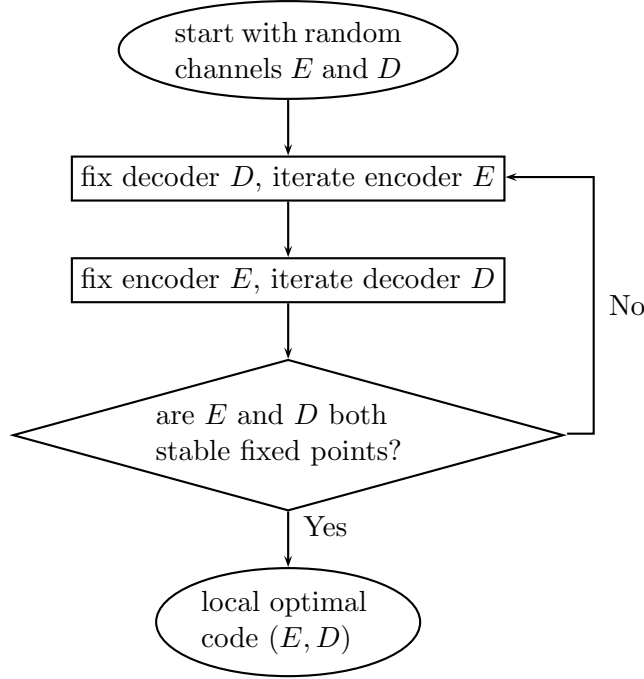 start with random
channels E and D
fix decoder D, iterate encoder E
fix encoder E, iterate decoder D
No
are E and D both
stable fixed points?
Yes
local optimal
code (E, D)